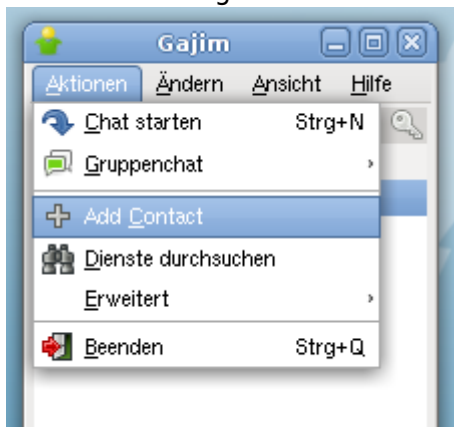 Gajim
Aktionen Ändern Ansicht Hilfe
Chat starten Strg+N
Gruppenchat
Add Contact
Dienste durchsuchen
Erweitert
Beenden Strg+Q